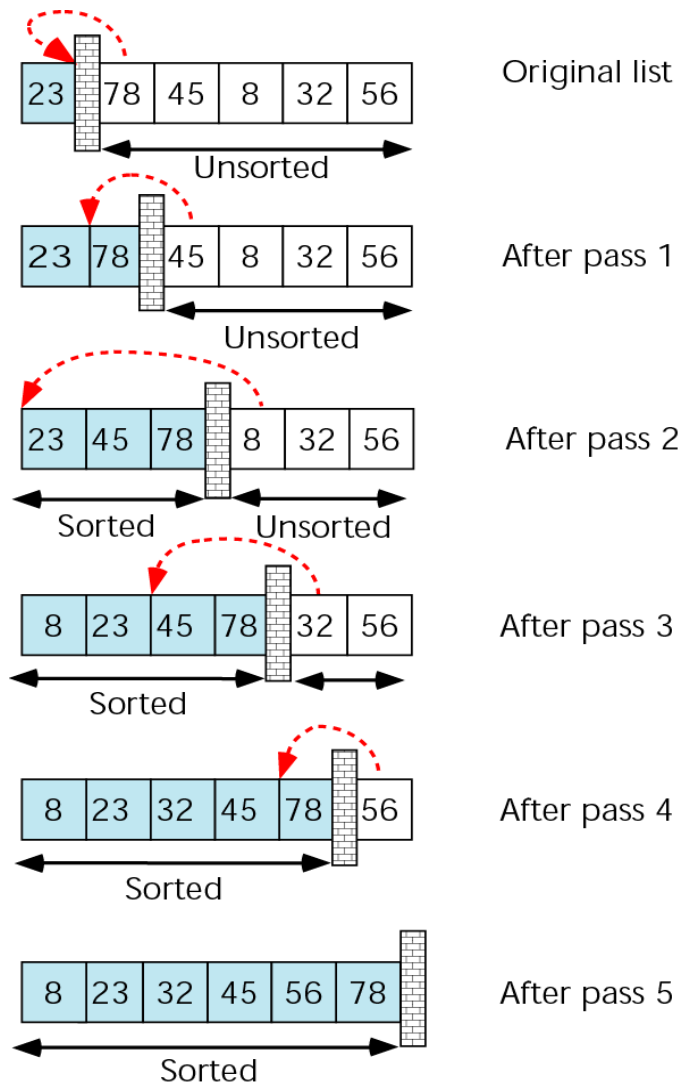 23 78 45 8 32 56 Original list
Unsorted
23 78 45 8 32 56 After pass 1
Unsorted
23 45 78 8 32 56 After pass 2
Sorted Unsorted
8 23 45 78 32 56 After pass 3
Sorted
8 23 32 45 78 56 After pass 4
Sorted
8 23 32 45 56 78 After pass 5
Sorted